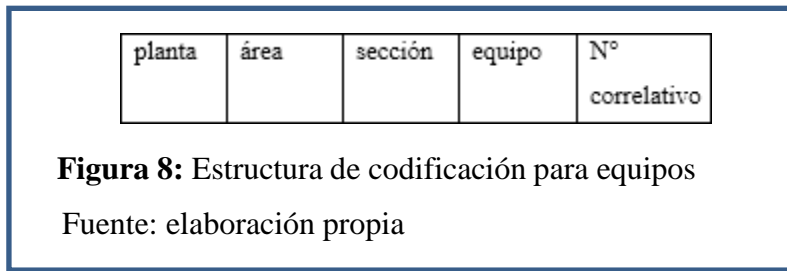 planta área sección equipo N°
correlativo
Figura 8: Estructura de codificación para equipos
Fuente: elaboración propia